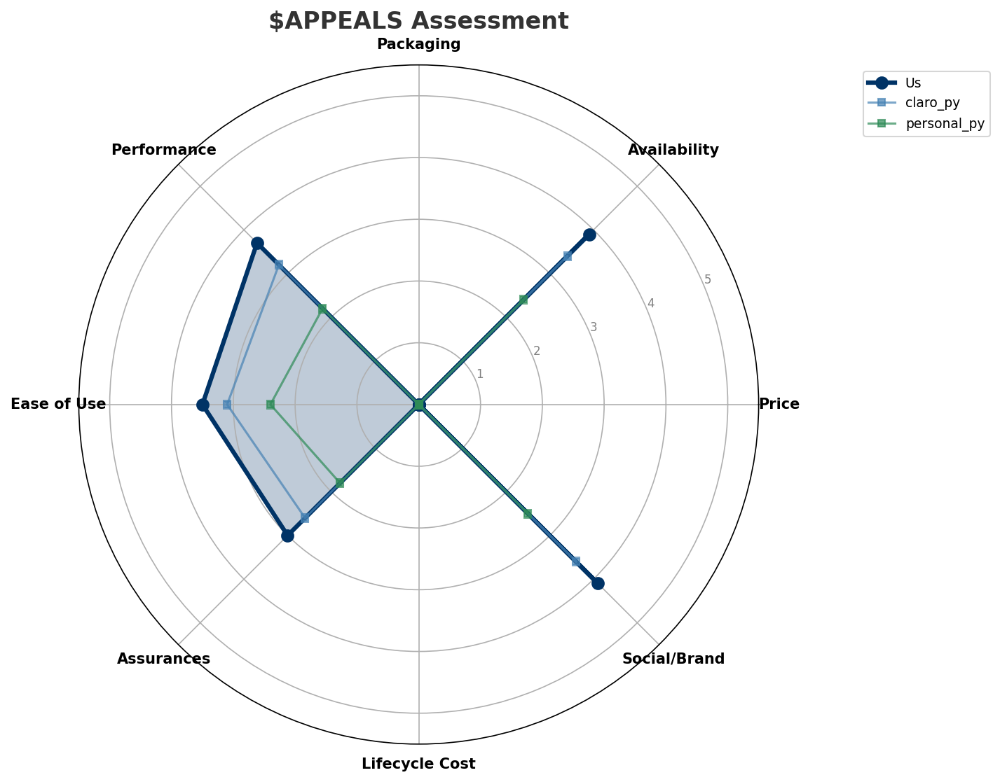 $APPEALS Assessment
Packaging
Us
claro_py
personal_py
Performance
Availability
5
4
3
2
1
Ease of Use
Price
Assurances
Social/Brand
Lifecycle Cost